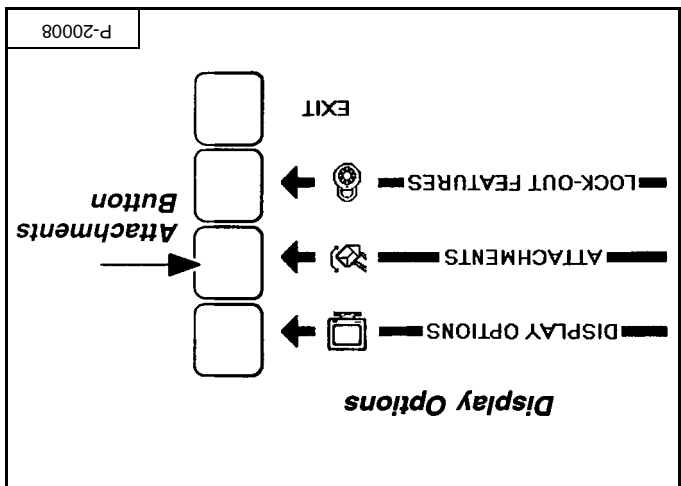 Display Options
DISPLAY OPTIONS
ATTACHMENTS
Attachments
Button
LOCK-OUT FEATURES
EXIT
P-20008